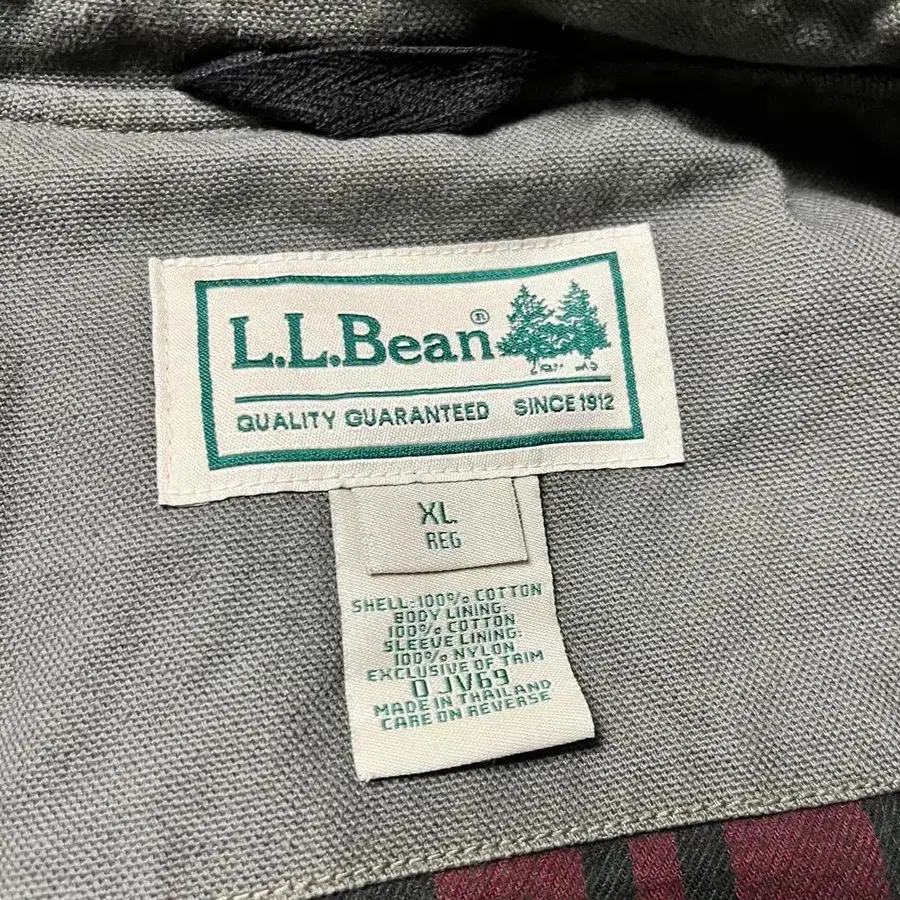 L.L.Bean®
QUALITY GUARANTEED SINCE 1912
XL
REG
SHELL:100% COTTON
BODY LINING:
100% COTTON
SLEEVE LINING:
100% NYLON
EXCLUSIVE OF TRIM
0 JV69
MADE IN THAILAND
CARE ON REVERSE